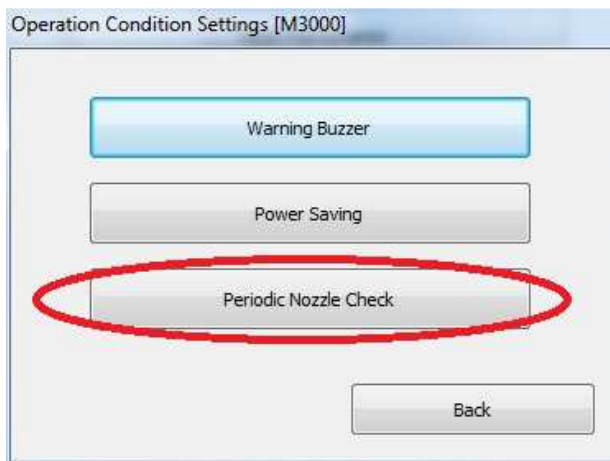 Operation Condition Settings [M3000]
Warning Buzzer
Power Saving
Periodic Nozzle Check
Back